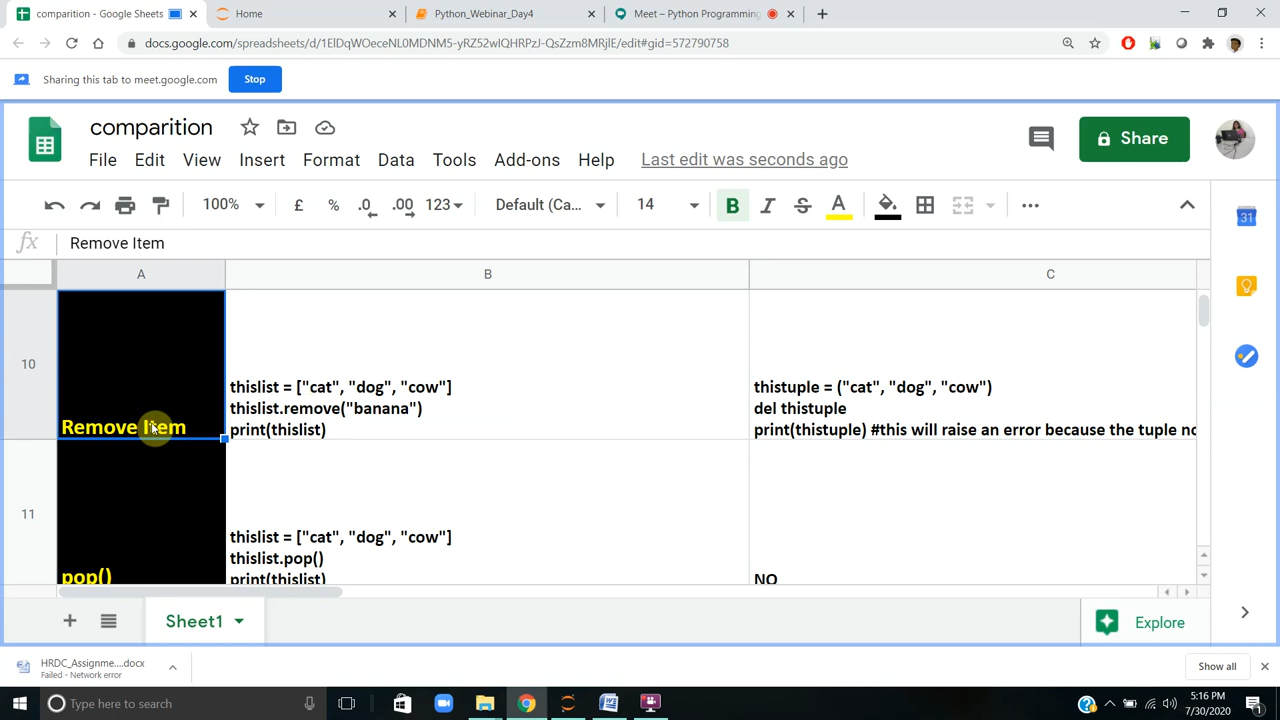 comparition - Google Sheets
Home
Python_Webinar_Day4
Meet – Python Programming
docs.google.com/spreadsheets/d/1ElDqWOeceNL0MDNM5-yRZ52wIQHRPzJ-QsZzm8MRjlE/edit#gid=572790758
Sharing this tab to meet.google.com
Stop
comparition
Share
File Edit View Insert Format Data Tools Add-ons Help Last edit was seconds ago
100% £ % .0 .00 123 Default (Ca... 14 B I S A
fx Remove Item
A B C
10
thislist = ["cat", "dog", "cow"]
thislist.remove("banana")
print(thislist)
thistuple = ("cat", "dog", "cow")
del thistuple
print(thistuple) #this will raise an error because the tuple no
Remove Item
11
thislist = ["cat", "dog", "cow"]
thislist.pop()
print(thislist)
NO
pop()
31
Sheet1
Explore
HRDC_Assignme....docx
Failed - Network error
Show all
Type here to search
5:16 PM
7/30/2020
1